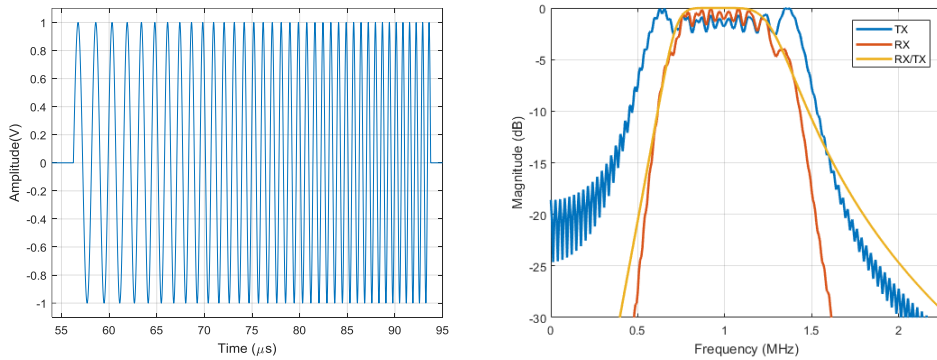 1
0.8
0.6
0.4
0.2
0
-0.2
-0.4
-0.6
-0.8
-1
Amplitude(V)
55 60 65 70 75 80 85 90 95
Time (μs)
0
-5
-10
-15
-20
-25
-30
Magnitude (dB)
TX
RX
RX/TX
0 0.5 1 1.5 2
Frequency (MHz)